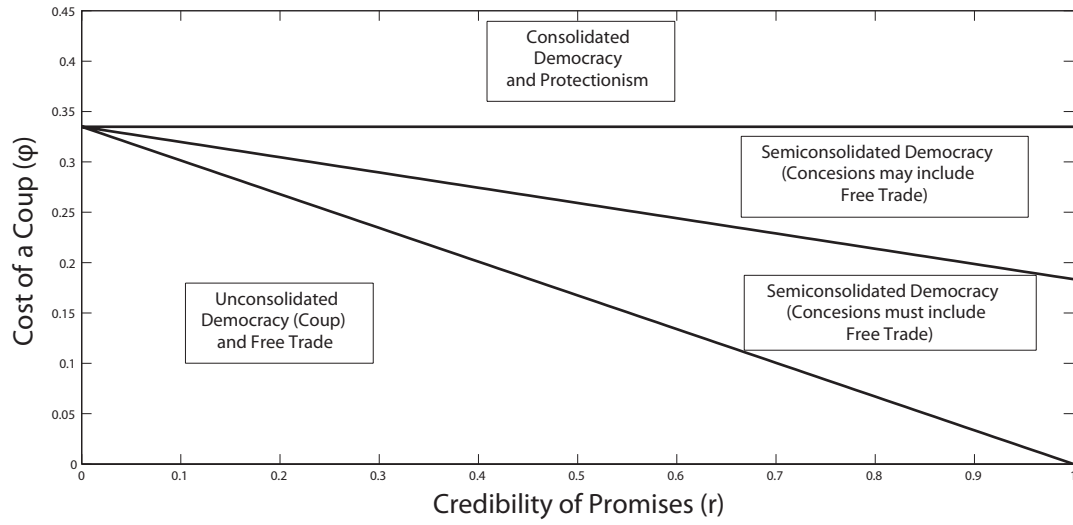 Consolidated
Democracy
and Protectionism
Semiconsolidated Democracy
(Concesions may include
Free Trade)
Semiconsolidated Democracy
(Concesions must include
Free Trade)
Unconsolidated
Democracy (Coup)
and Free Trade
Cost of a Coup (φ)
0.45
0.4
0.35
0.3
0.25
0.2
0.15
0.1
0.05
0
0 0.1 0.2 0.3 0.4 0.5 0.6 0.7 0.8 0.9 1
Credibility of Promises (r)